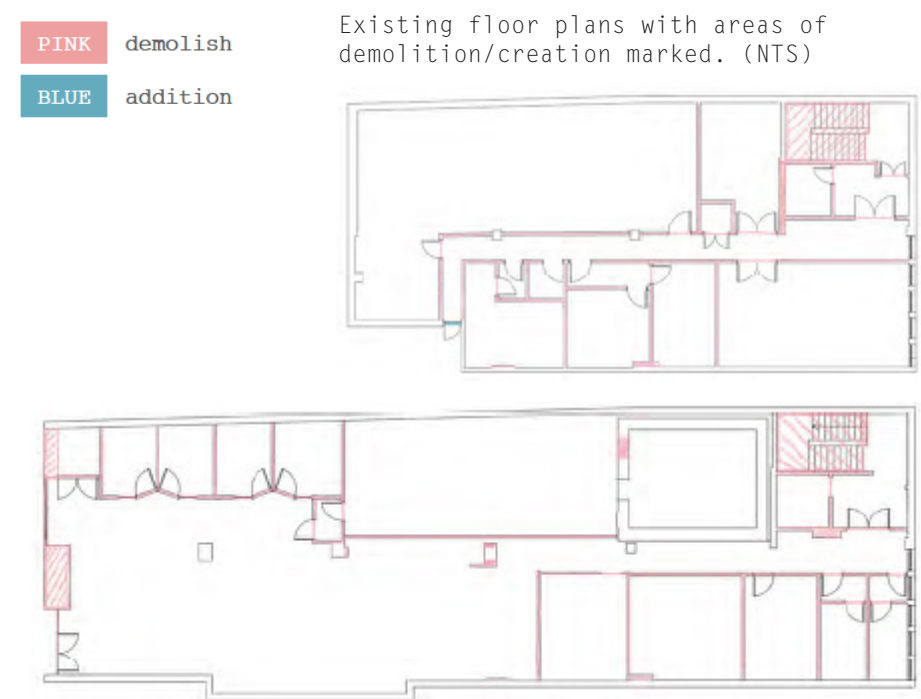 PINK demolish
BLUE addition
Existing floor plans with areas of
demolition/creation marked. (NTS)